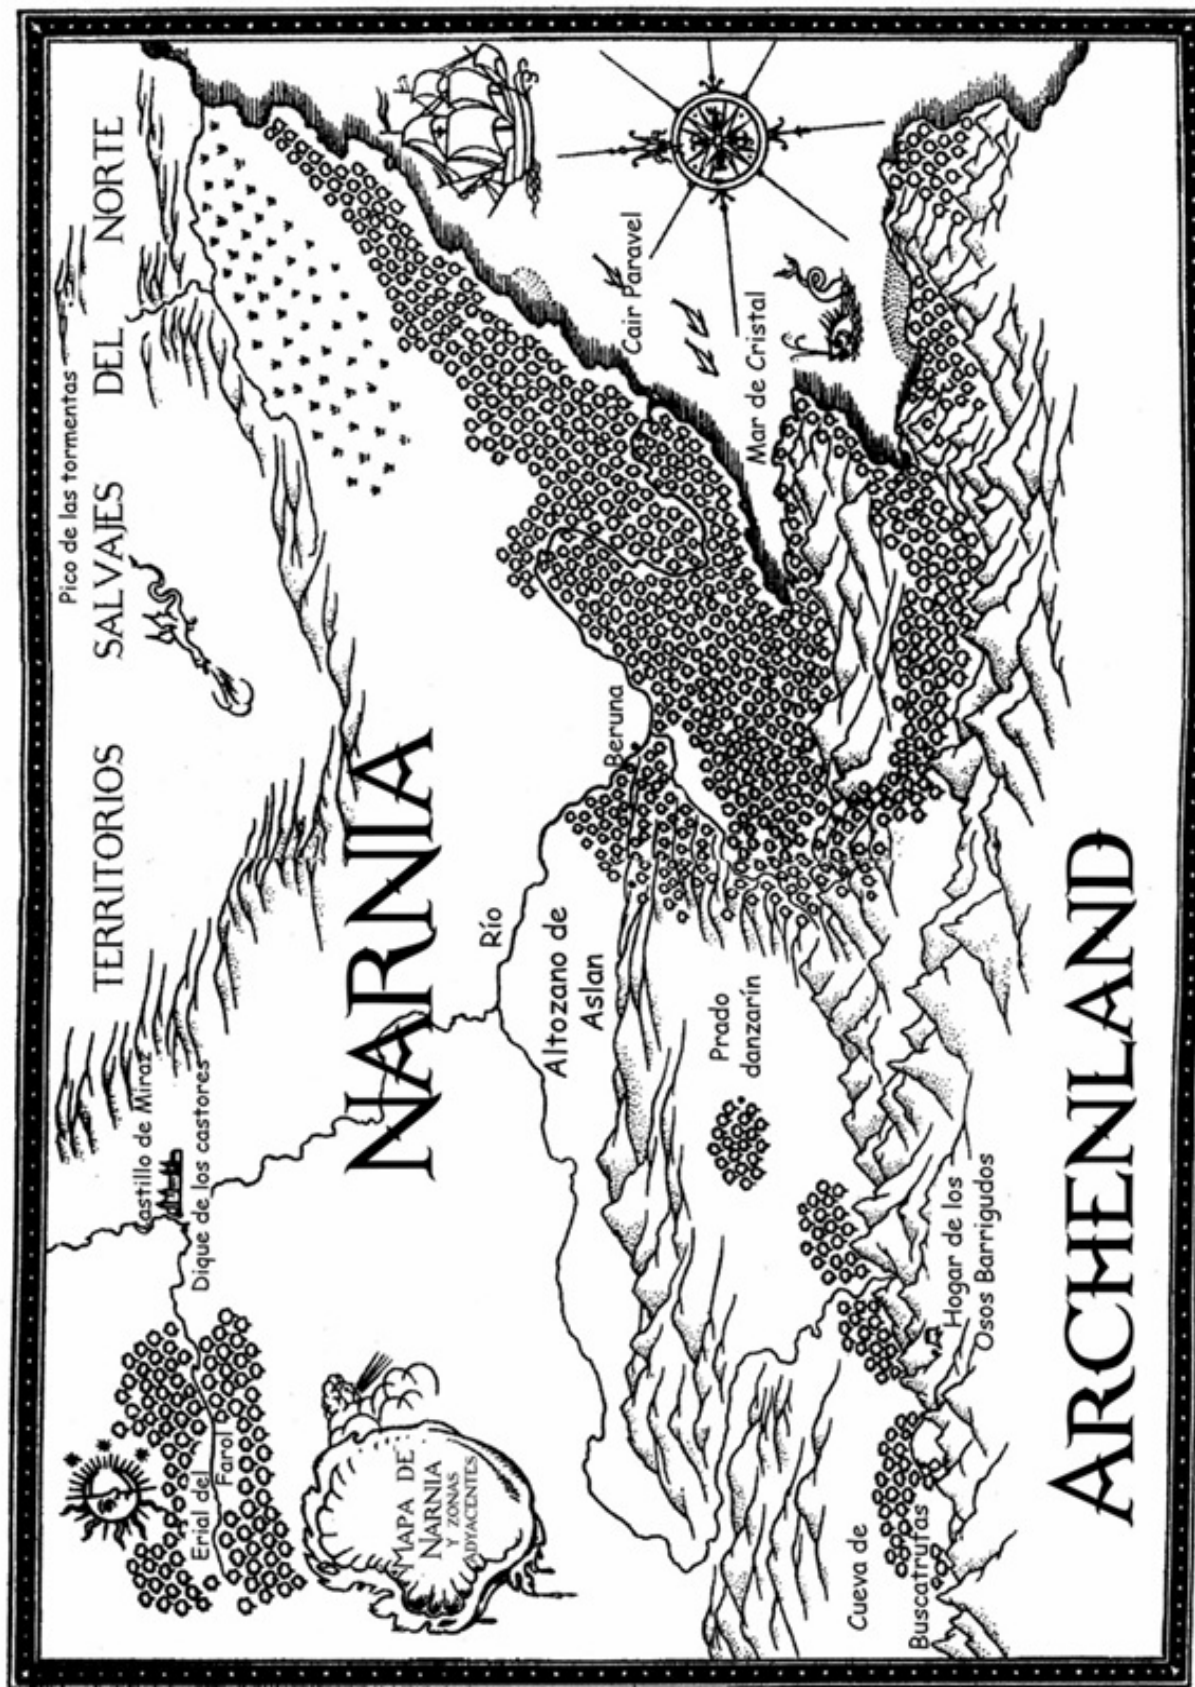 Pico de las tormentas
TERRITORIOS SALVAJES DEL NORTE
Castillo de Miraz
Dique de los castores
Erial del
Farol
NARNIA
MAPA DE
NARNIA
Y ZONAS
ADYACENTES
Río
Altozano de
Aslan
Beruna
Cair Paravel
Mar de Cristal
Prado
danzarín
Cueva de
Buscatrufas
Hogar de los
Osos Barrigudos
ARCHENLAND